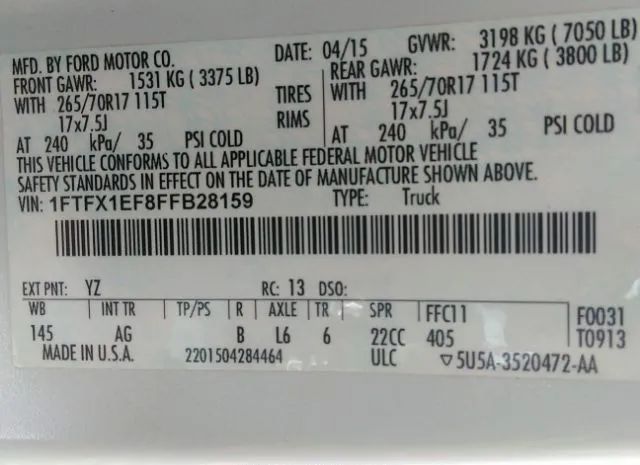 MFD. BY FORD MOTOR CO. DATE: 04/15 GVWR: 3198 KG ( 7050 LB)
FRONT GAWR: 1531 KG ( 3375 LB) REAR GAWR: 1724 KG ( 3800 LB)
WITH 265/70R17 115T TIRES WITH 265/70R17 115T
17x7.5J RIMS 17x7.5J
AT 240 kPa/ 35 PSI COLD AT 240 kPa/ 35 PSI COLD
THIS VEHICLE CONFORMS TO ALL APPLICABLE FEDERAL MOTOR VEHICLE
SAFETY STANDARDS IN EFFECT ON THE DATE OF MANUFACTURE SHOWN ABOVE.
VIN: 1FTFX1EF8FFB28159 TYPE: Truck
EXT PNT: YZ RC: 13 DSO:
WB INT TR TP/PS R AXLE TR SPR FFC11 F0031
145 AG B L6 6 22CC 405 T0913
MADE IN U.S.A. 2201504284464 ULC ▽5U5A-3520472-AA